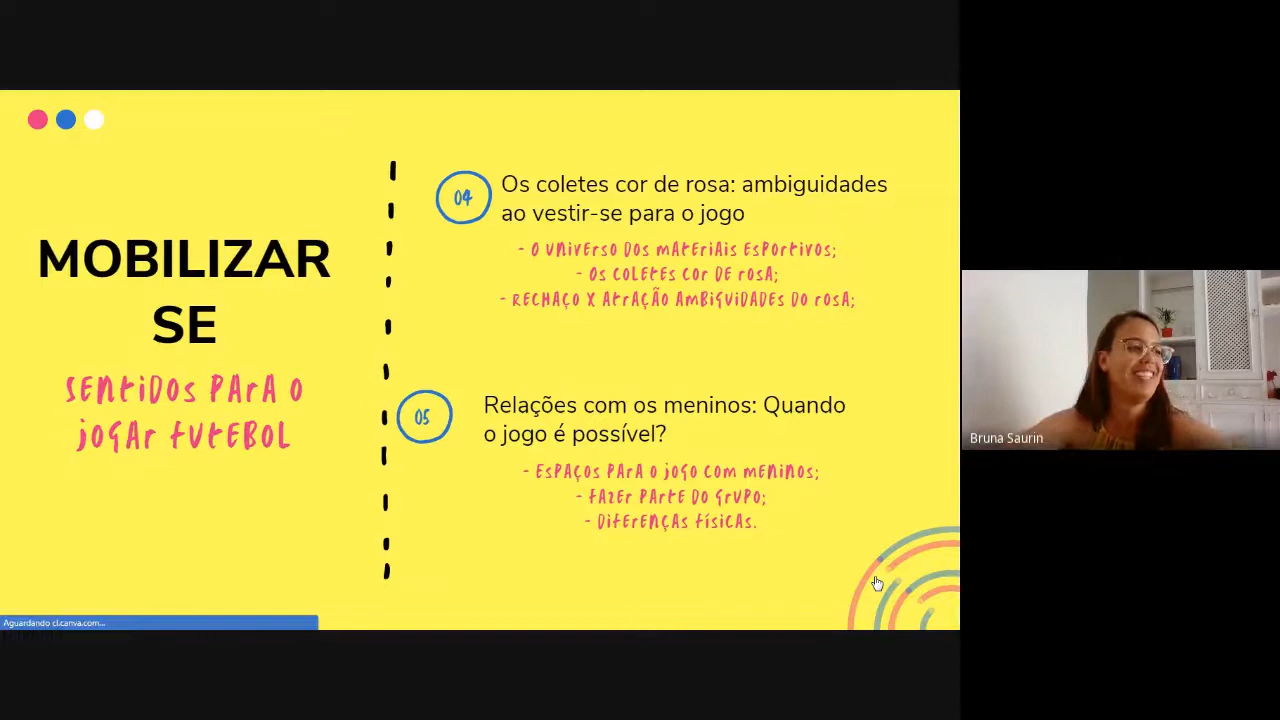 MOBILIZAR
SE
SENTIDOS PARA O
JOGAR FUTEBOL
04
Os coletes cor de rosa: ambiguidades
ao vestir-se para o jogo
- O UNIVERSO DOS MATERIAIS ESPORTIVOS;
- OS COLETES COR DE ROSA;
- RECHAÇO X ATRAÇÃO AMBIGUIDADES DO ROSA;
05
Relações com os meninos: Quando
o jogo é possível?
- ESPAÇOS PARA O JOGO COM MENINOS;
- FAZER PARTE DO GRUPO;
- DIFERENÇAS FÍSICAS.
Bruna Saurin
Aguardando cl.canva.com...